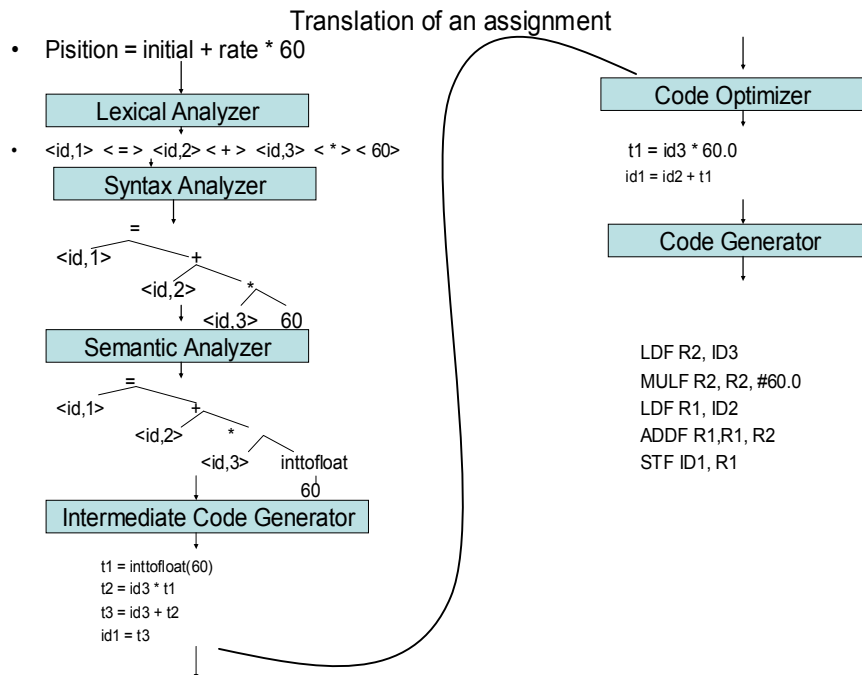 Translation of an assignment
• Pisition = initial + rate * 60
Lexical Analyzer
• <id,1> < = > <id,2> < + > <id,3> < * > < 60>
Syntax Analyzer
=
<id,1> +
<id,2> *
<id,3> 60
Semantic Analyzer
=
<id,1> +
<id,2> *
<id,3> inttofloat
60
Intermediate Code Generator
t1 = inttofloat(60)
t2 = id3 * t1
t3 = id3 + t2
id1 = t3
Code Optimizer
t1 = id3 * 60.0
id1 = id2 + t1
Code Generator
LDF R2, ID3
MULF R2, R2, #60.0
LDF R1, ID2
ADDF R1,R1, R2
STF ID1, R1